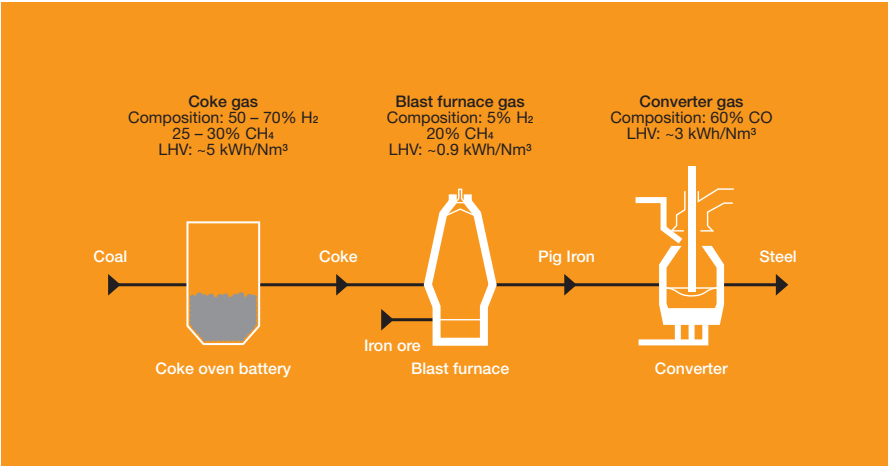 Coke gas
Composition: 50 – 70% H₂
25 – 30% CH₄
LHV: ~5 kWh/Nm³
Blast furnace gas
Composition: 5% H₂
20% CH₄
LHV: ~0.9 kWh/Nm³
Converter gas
Composition: 60% CO
LHV: ~3 kWh/Nm³
Coal
Coke
Pig Iron
Steel
Iron ore
Coke oven battery
Blast furnace
Converter